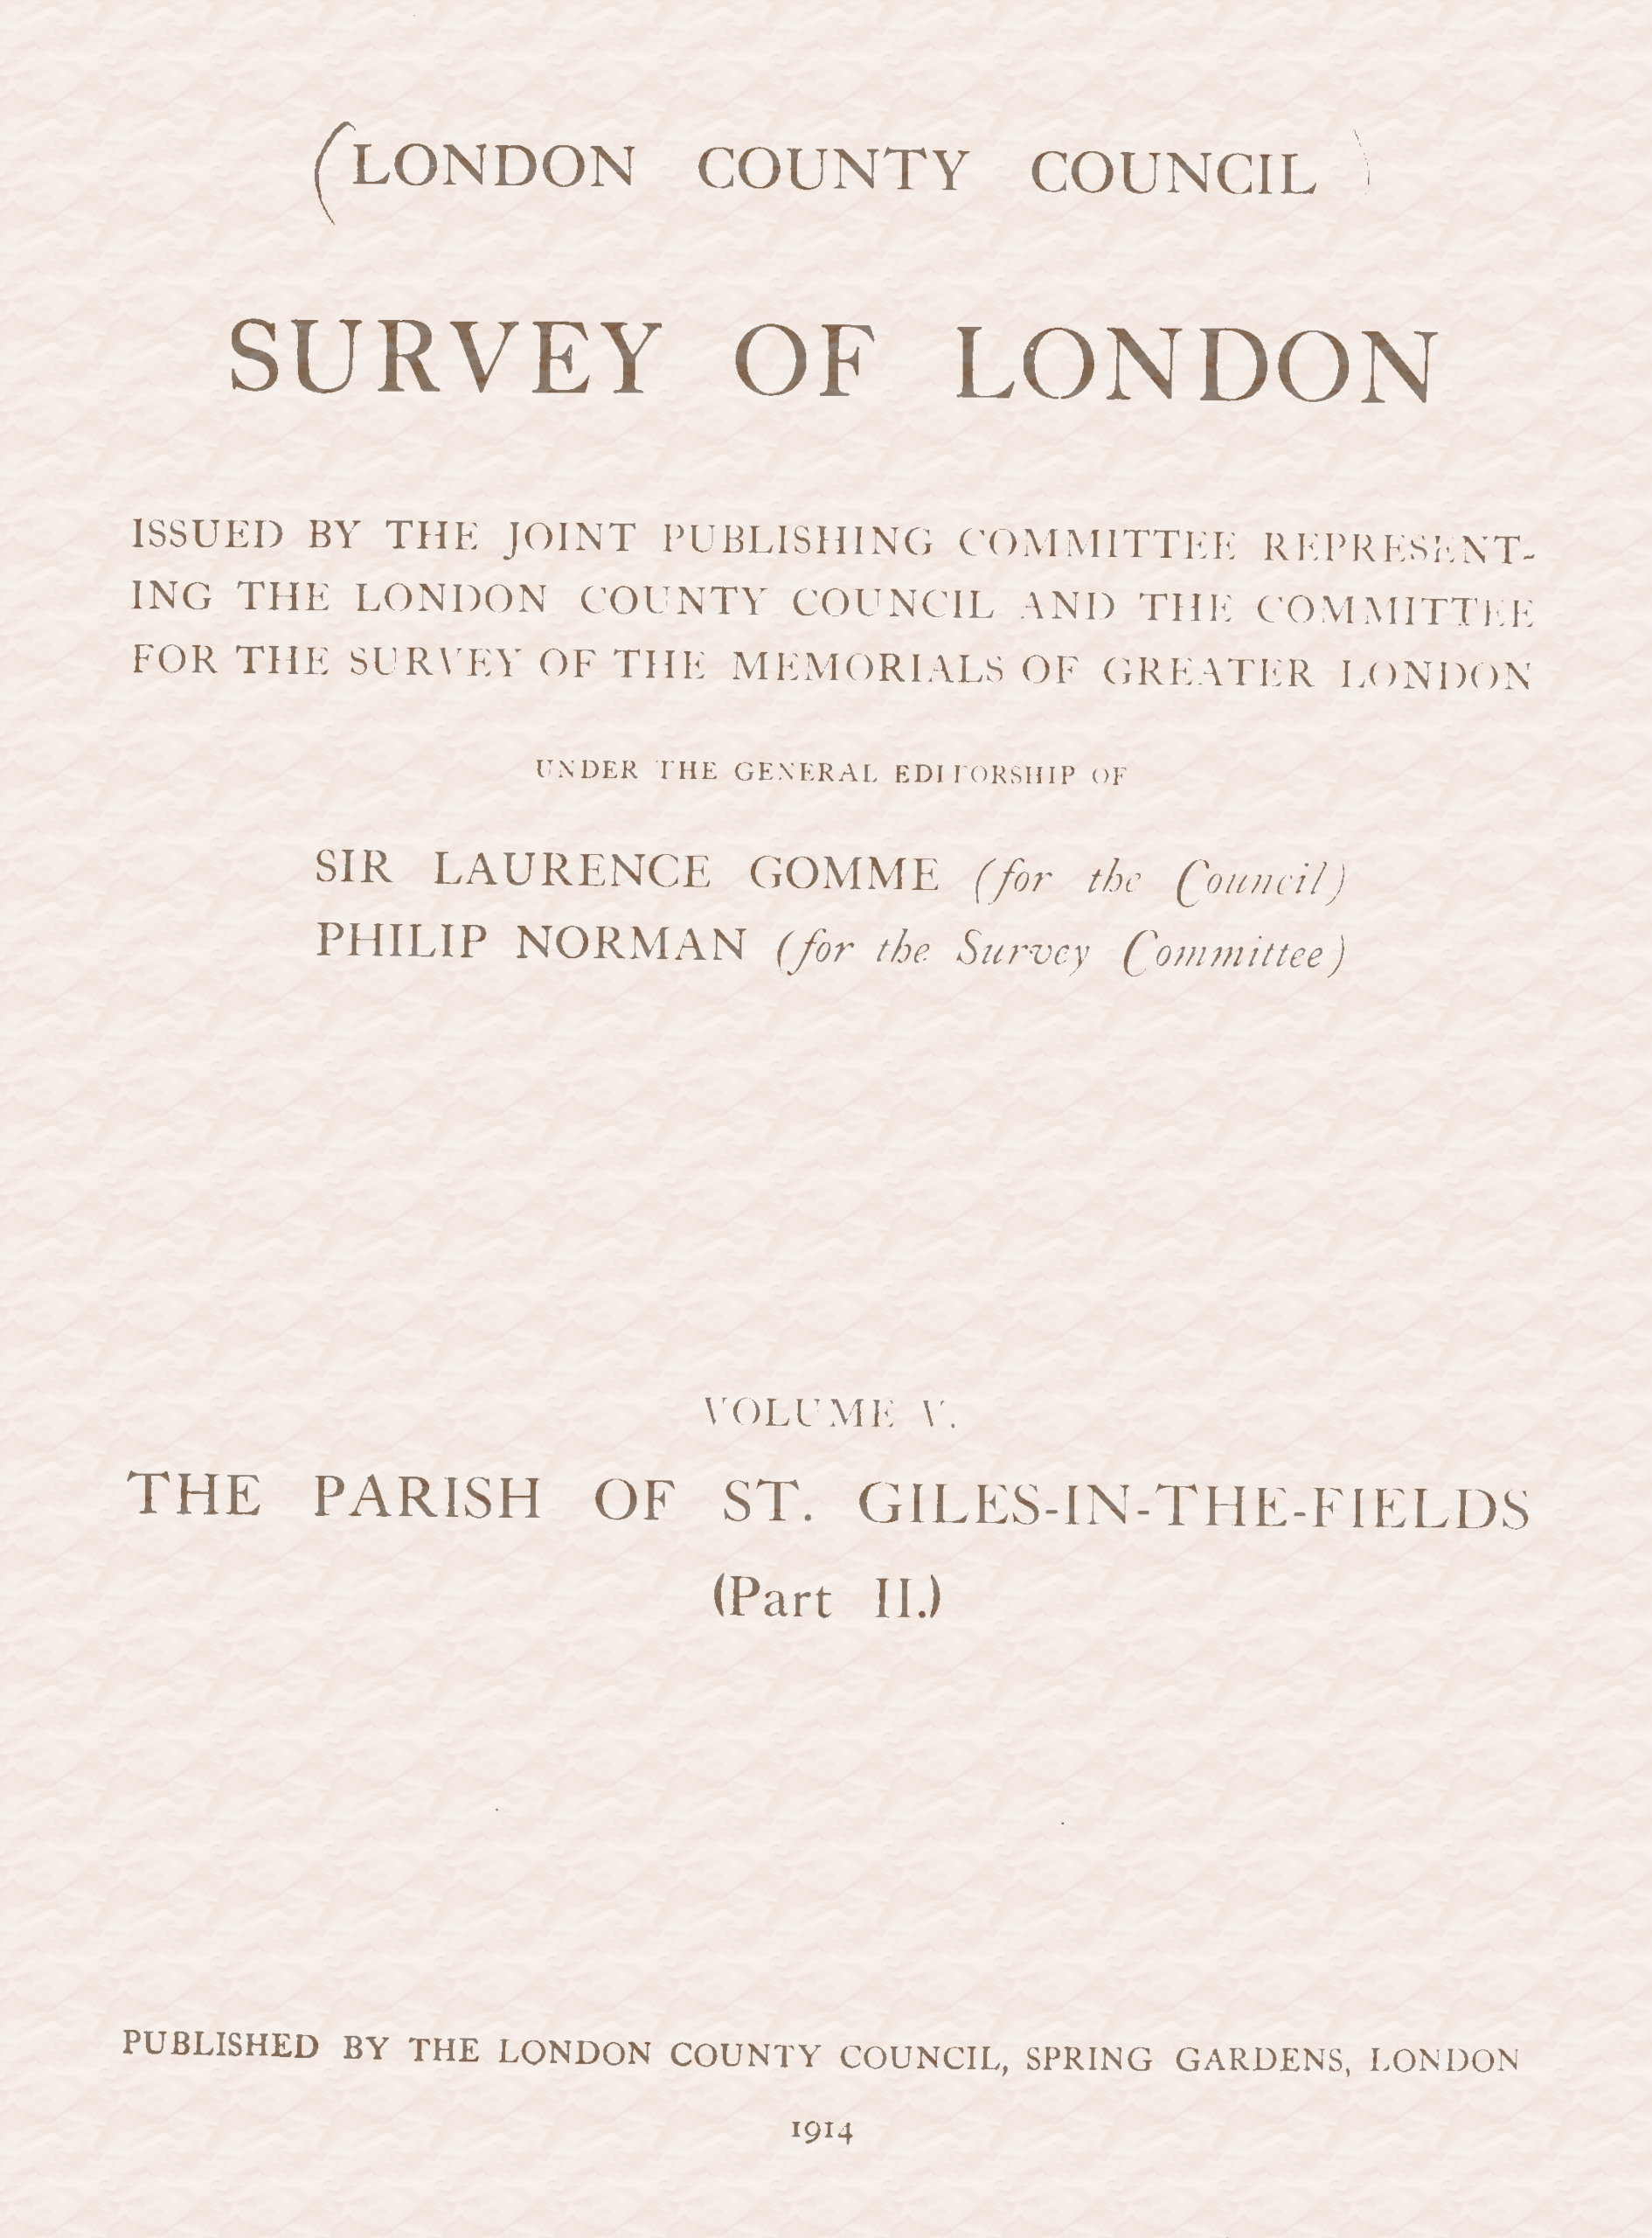 (LONDON COUNTY COUNCIL)
SURVEY OF LONDON
ISSUED BY THE JOINT PUBLISHING COMMITTEE REPRESENT-
ING THE LONDON COUNTY COUNCIL AND THE COMMITTEE
FOR THE SURVEY OF THE MEMORIALS OF GREATER LONDON
UNDER THE GENERAL EDITORSHIP OF
SIR LAURENCE GOMME (for the Council)
PHILIP NORMAN (for the Survey Committee)
VOLUME V.
THE PARISH OF ST. GILES-IN-THE-FIELDS
(Part II.)
PUBLISHED BY THE LONDON COUNTY COUNCIL, SPRING GARDENS, LONDON
1914